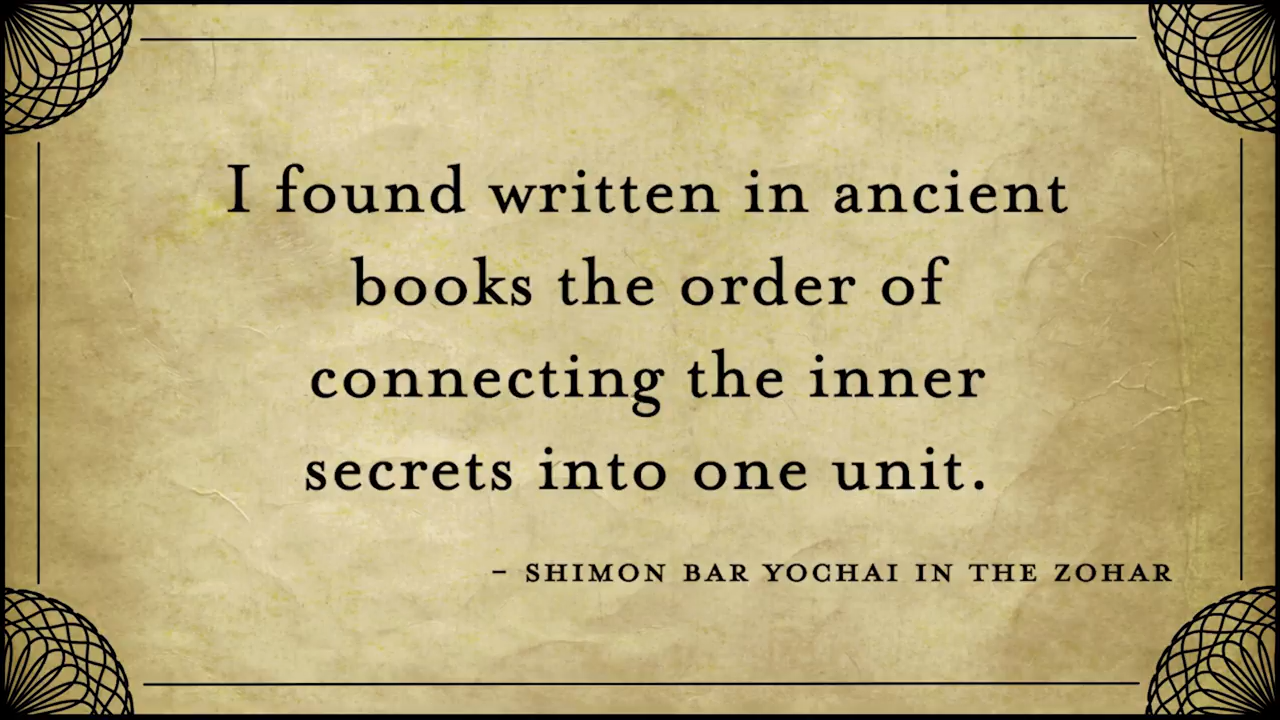 I found written in ancient
books the order of
connecting the inner
secrets into one unit.
- SHIMON BAR YOCHAI IN THE ZOHAR